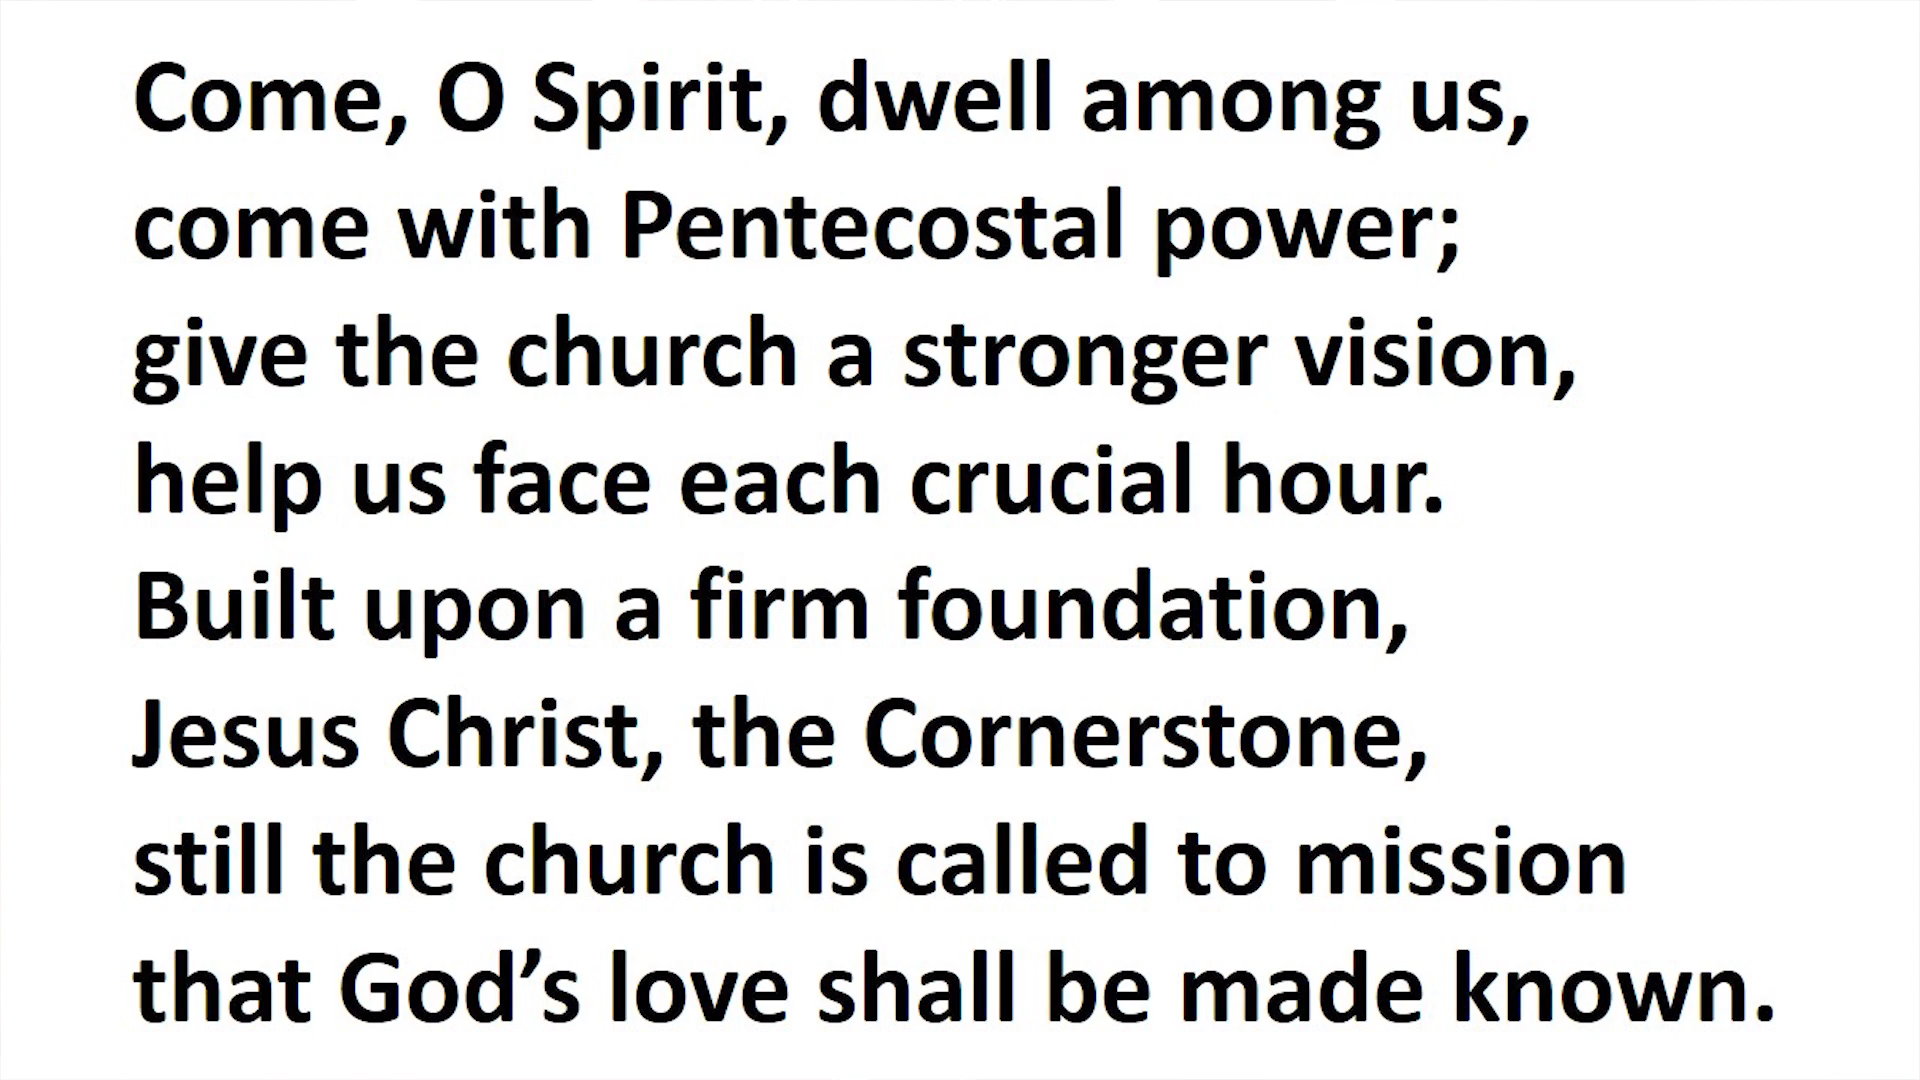 Come, O Spirit, dwell among us,
come with Pentecostal power;
give the church a stronger vision,
help us face each crucial hour.
Built upon a firm foundation,
Jesus Christ, the Cornerstone,
still the church is called to mission
that God’s love shall be made known.